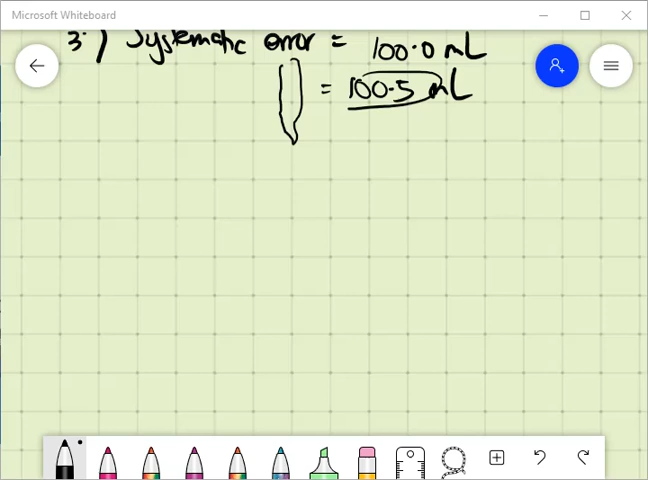 Microsoft Whiteboard
3.) Systematic error = 100.0 mL
= 100.5 mL